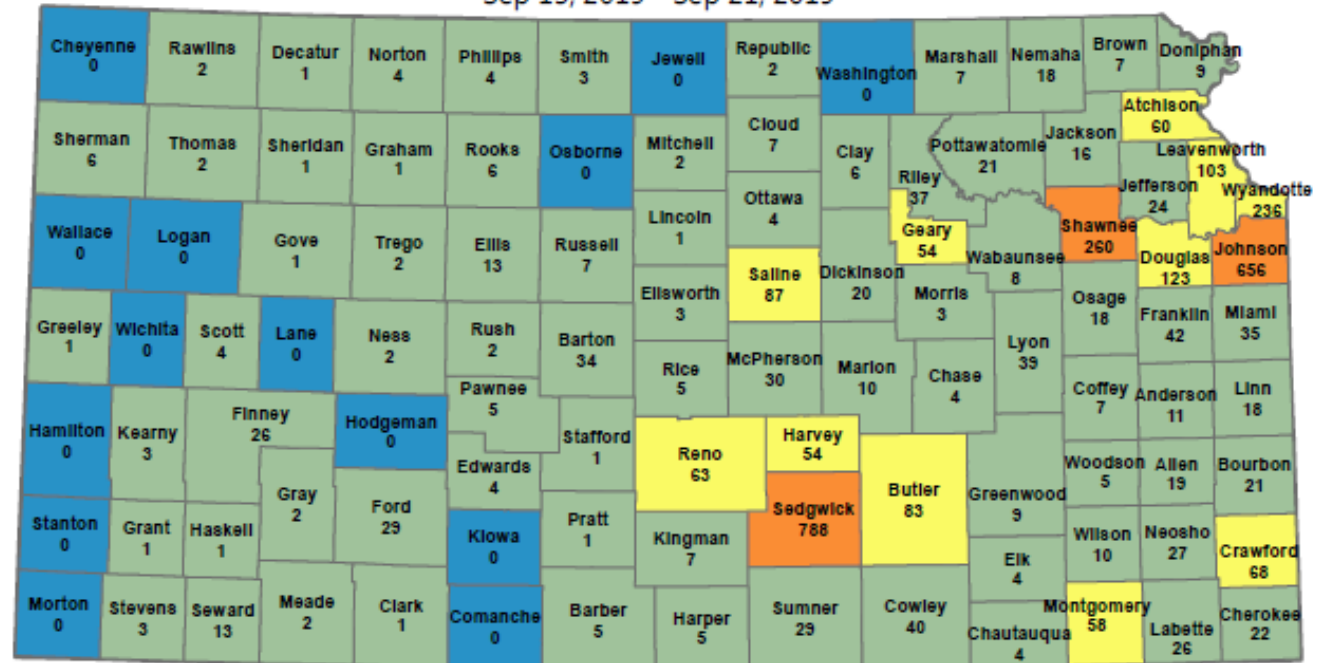 Sep 15, 2019 - Sep 21, 2019
Cheyenne
0
Rawlins
2
Decatur
1
Norton
4
Phillips
4
Smith
3
Jewell
0
Republic
2
Washington
0
Marshall
7
Nemaha
18
Brown
7
Doniphan
9
Atchison
60
Sherman
6
Thomas
2
Sheridan
1
Graham
1
Rooks
6
Osborne
0
Mitchell
2
Cloud
7
Clay
6
Riley
37
Pottawatomie
21
Jackson
16
Leavenworth
103
Jefferson
24
Wyandotte
236
Wallace
0
Logan
0
Gove
1
Trego
2
Ellis
13
Russell
7
Lincoln
1
Ottawa
4
Saline
87
Dickinson
20
Geary
54
Wabaunsee
8
Shawnee
260
Douglas
123
Johnson
656
Greeley
1
Wichita
0
Scott
4
Lane
0
Ness
2
Rush
2
Barton
34
Ellsworth
3
Rice
5
McPherson
30
Marion
10
Morris
3
Chase
4
Lyon
39
Osage
18
Franklin
42
Miami
35
Coffey
7
Anderson
11
Linn
18
Hamilton
0
Kearny
3
Finney
26
Hodgeman
0
Pawnee
5
Edwards
4
Stafford
1
Reno
63
Harvey
54
Sedgwick
788
Butler
83
Greenwood
9
Woodson
5
Allen
19
Bourbon
21
Stanton
0
Grant
1
Haskell
1
Gray
2
Ford
29
Kiowa
0
Pratt
1
Kingman
7
Elk
4
Wilson
10
Neosho
27
Crawford
68
Morton
0
Stevens
3
Seward
13
Meade
2
Clark
1
Comanche
0
Barber
5
Harper
5
Sumner
29
Cowley
40
Chautauqua
4
Montgomery
58
Labette
26
Cherokee
22